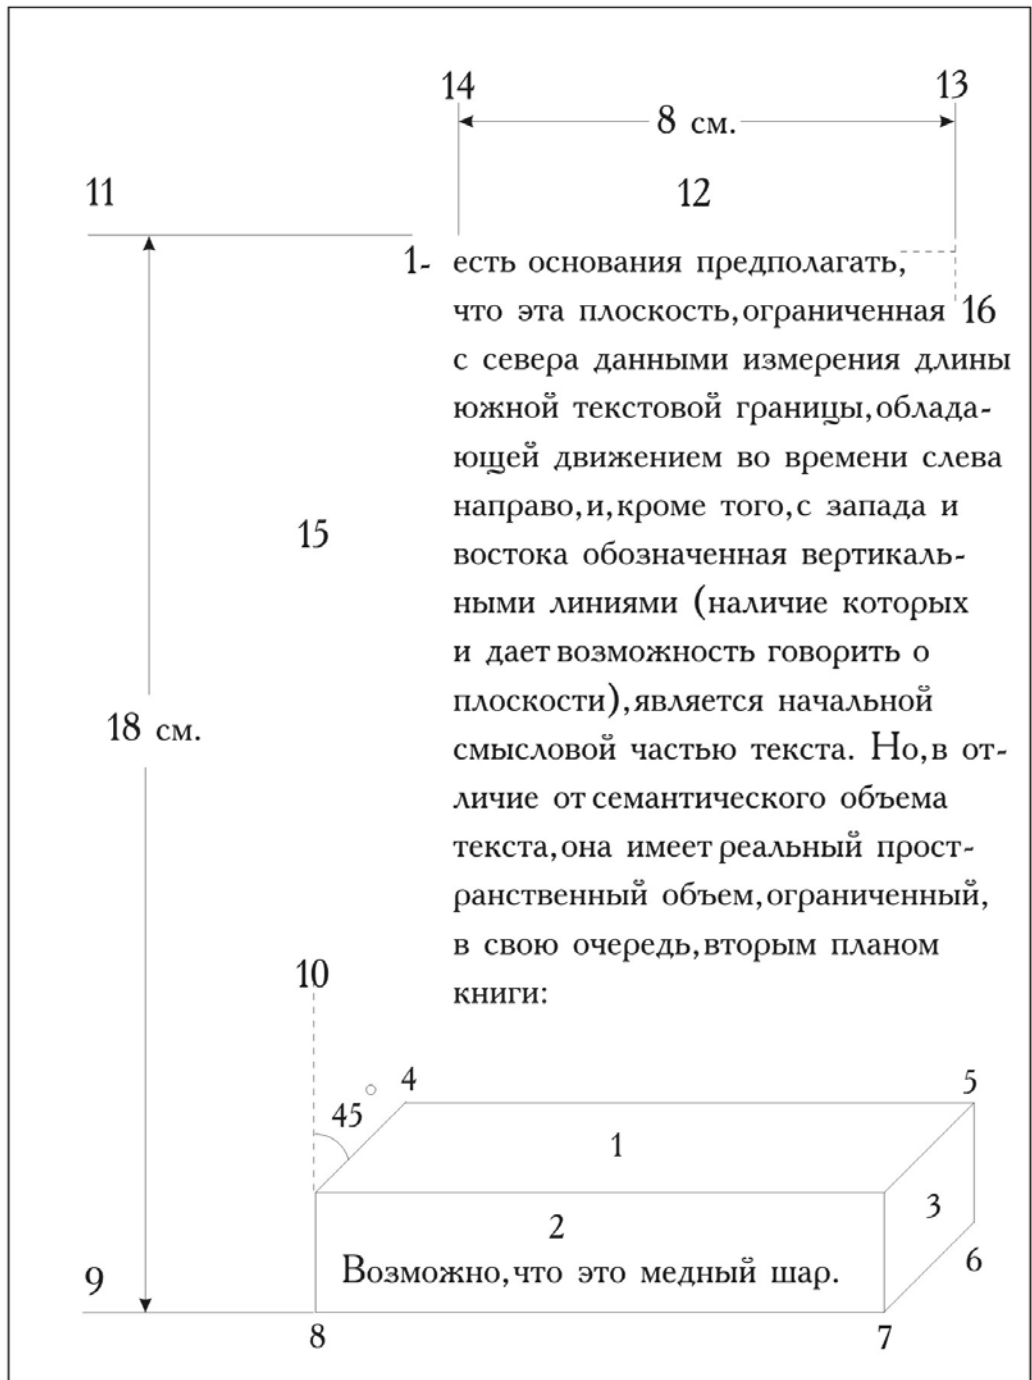 14 13
8 см.
11 12
1- есть основания предполагать,
что эта плоскость, ограниченная 16
с севера данными измерения длины
южной текстовой границы, облада-
ющей движением во времени слева
направо, и, кроме того, с запада и
15
востока обозначенная вертикаль-
ными линиями (наличие которых
и дает возможность говорить о
плоскости), является начальной
18 см.
смысловой частью текста. Но, в от-
личие от семантического объема
текста, она имеет реальный прост-
ранственный объем, ограниченный,
в свою очередь, вторым планом
10
книги:
4 5
45°
1
3
2
6
Возможно, что это медный шар.
9
8 7